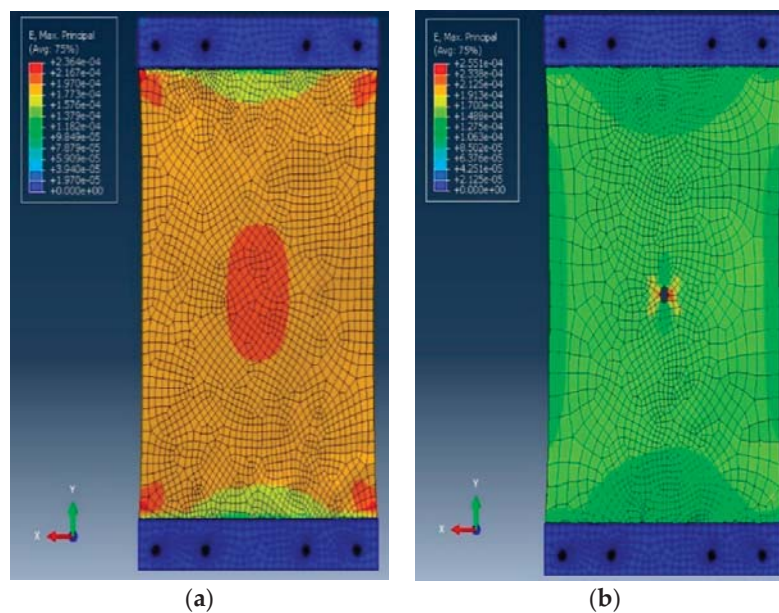 E, Max. Principal
(Avg: 75%)
+2.364e-04
+2.167e-04
+1.970e-04
+1.773e-04
+1.576e-04
+1.379e-04
+1.182e-04
+9.849e-05
+7.879e-05
+5.909e-05
+3.940e-05
+1.970e-05
+0.000e+00
Y
X
(a)
E, Max. Principal
(Avg: 75%)
+2.551e-04
+2.338e-04
+2.125e-04
+1.913e-04
+1.700e-04
+1.488e-04
+1.275e-04
+1.063e-04
+8.502e-05
+6.376e-05
+4.251e-05
+2.125e-05
+0.000e+00
Y
X
(b)